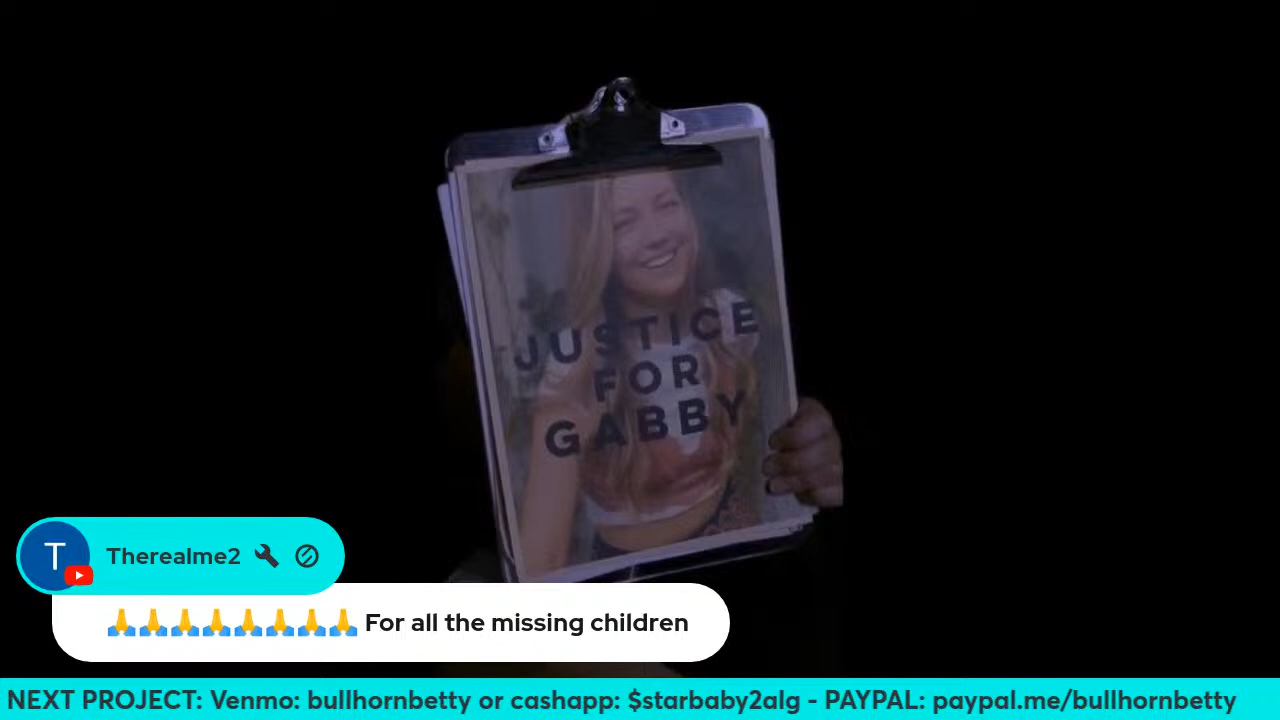 JUSTICE
FOR
GABBY
T
Therealme2
🙏🙏🙏🙏🙏🙏🙏🙏 For all the missing children
NEXT PROJECT: Venmo: bullhornbetty or cashapp: $starbaby2alg - PAYPAL: paypal.me/bullhornbetty